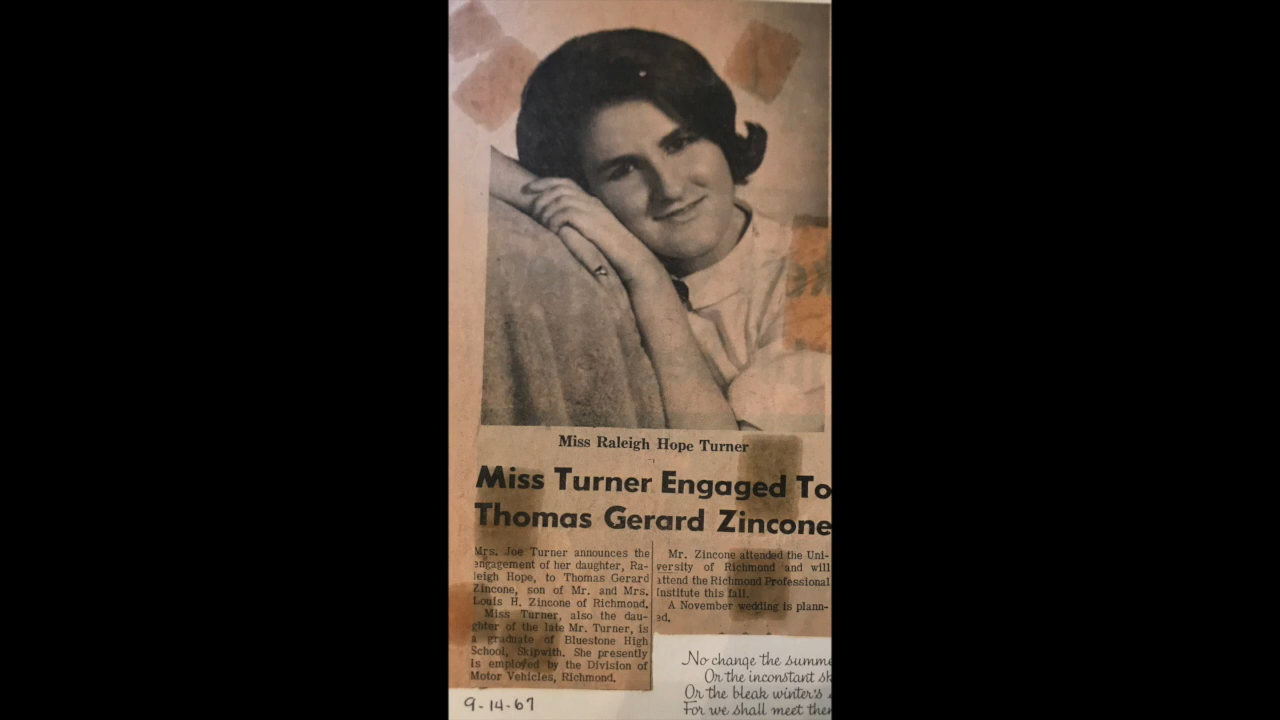 Miss Raleigh Hope Turner
Miss Turner Engaged To
Thomas Gerard Zincone
Mrs. Joe Turner announces the
engagement of her daughter, Ra-
leigh Hope, to Thomas Gerard
Zincone, son of Mr. and Mrs.
Louis H. Zincone of Richmond.
Miss Turner, also the dau-
ghter of the late Mr. Turner, is
a graduate of Bluestone High
School, Skipwith. She presently
is employed by the Division of
Motor Vehicles, Richmond.
Mr. Zincone attended the Uni-
versity of Richmond and will
attend the Richmond Professional
Institute this fall.
A November wedding is plann-
ed.
9-14-67
No change the summe
Or the inconstant sk
Or the bleak winter's
For we shall meet the